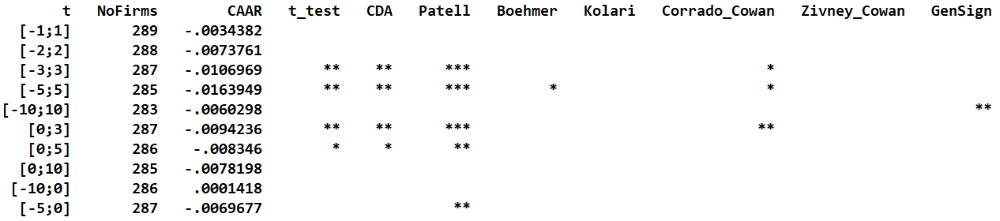 t NoFirms CAAR t_test CDA Patell Boehmer Kolari Corrado_Cowan Zivney_Cowan GenSign
[-1;1] 289 -.0034382
[-2;2] 288 -.0073761
[-3;3] 287 -.0106969 ** ** *** *
[-5;5] 285 -.0163949 ** ** *** * *
[-10;10] 283 -.0060298 **
[0;3] 287 -.0094236 ** ** *** **
[0;5] 286 -.008346 * * **
[0;10] 285 -.0078198
[-10;0] 286 .0001418
[-5;0] 287 -.0069677 **